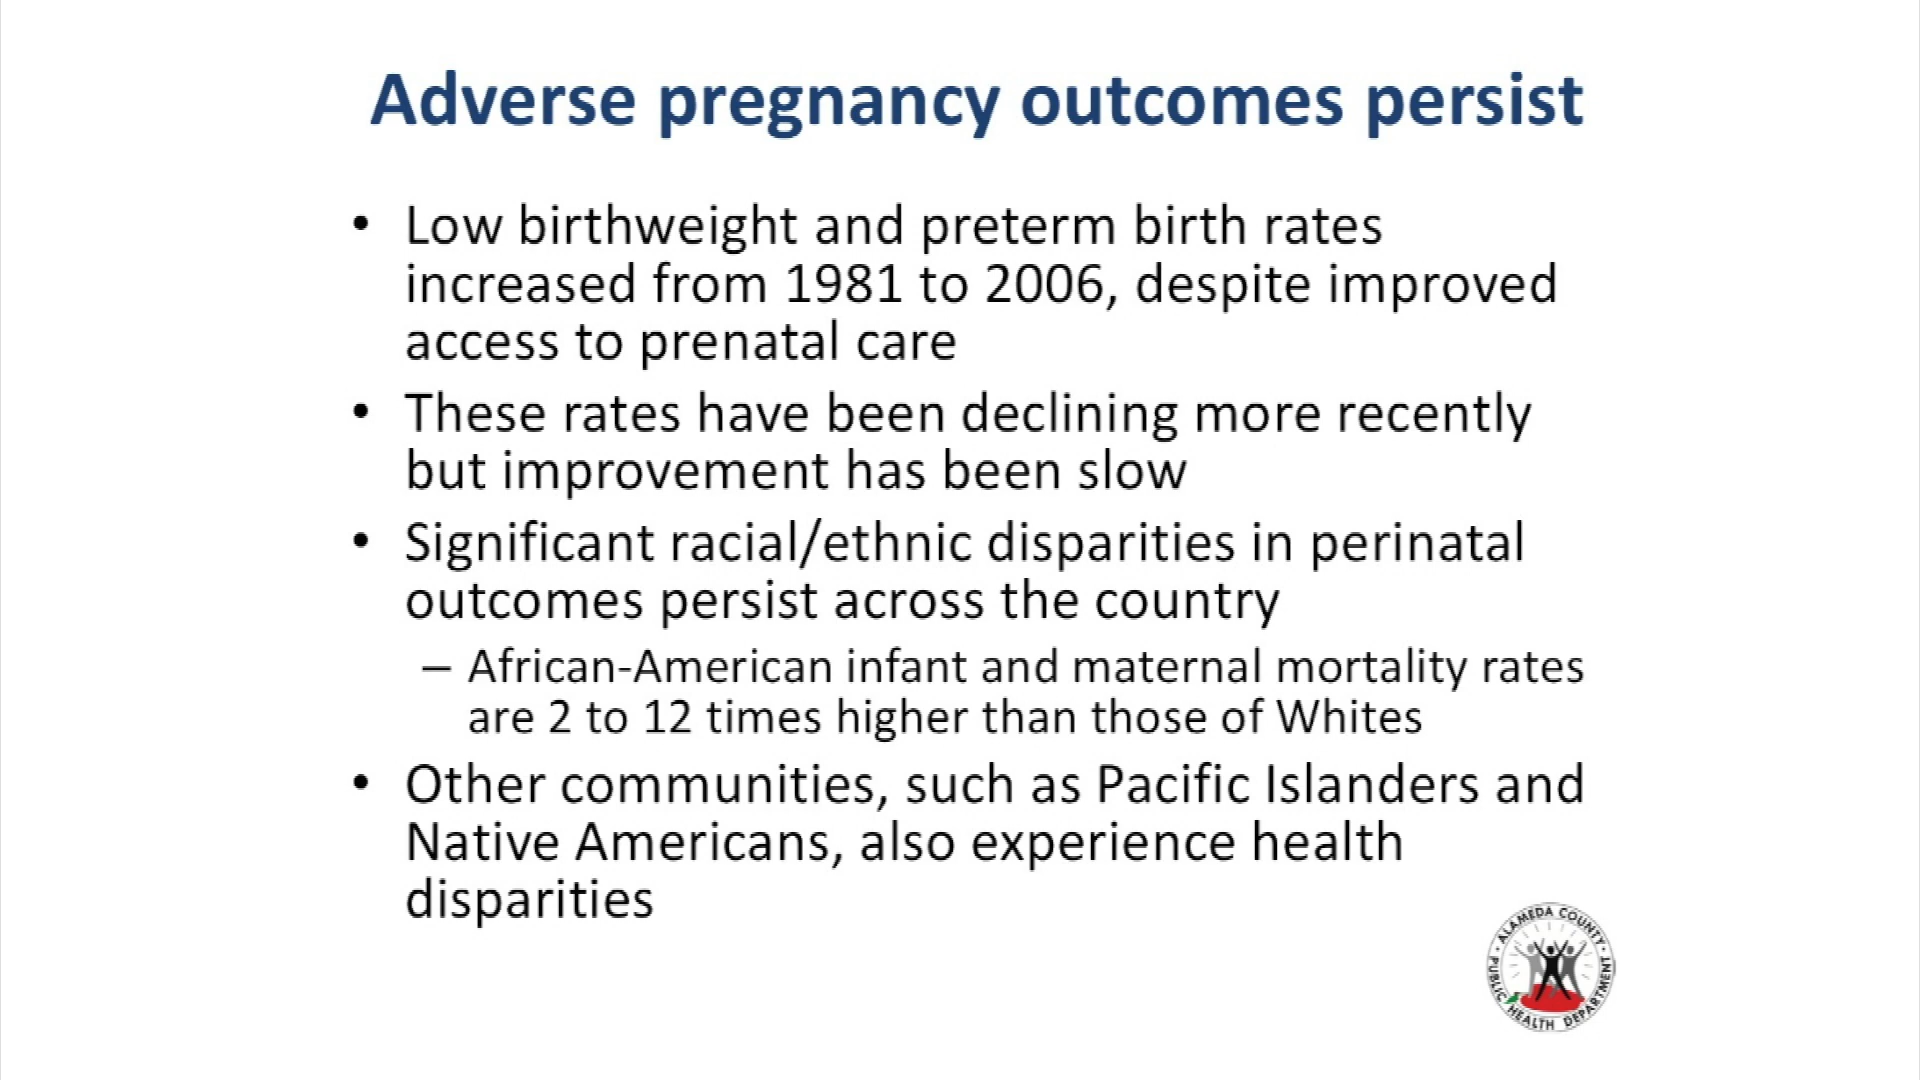 Adverse pregnancy outcomes persist
• Low birthweight and preterm birth rates
increased from 1981 to 2006, despite improved
access to prenatal care
• These rates have been declining more recently
but improvement has been slow
• Significant racial/ethnic disparities in perinatal
outcomes persist across the country
– African-American infant and maternal mortality rates
are 2 to 12 times higher than those of Whites
• Other communities, such as Pacific Islanders and
Native Americans, also experience health
disparities
ALAMEDA COUNTY
PUBLIC HEALTH DEPARTMENT